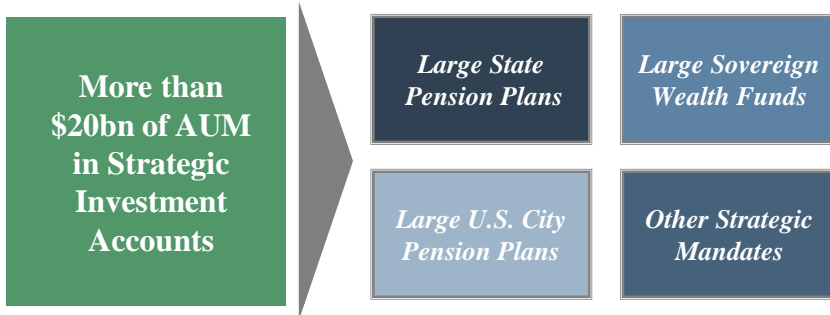 More than
$20bn of AUM
in Strategic
Investment
Accounts
Large State
Pension Plans
Large Sovereign
Wealth Funds
Large U.S. City
Pension Plans
Other Strategic
Mandates